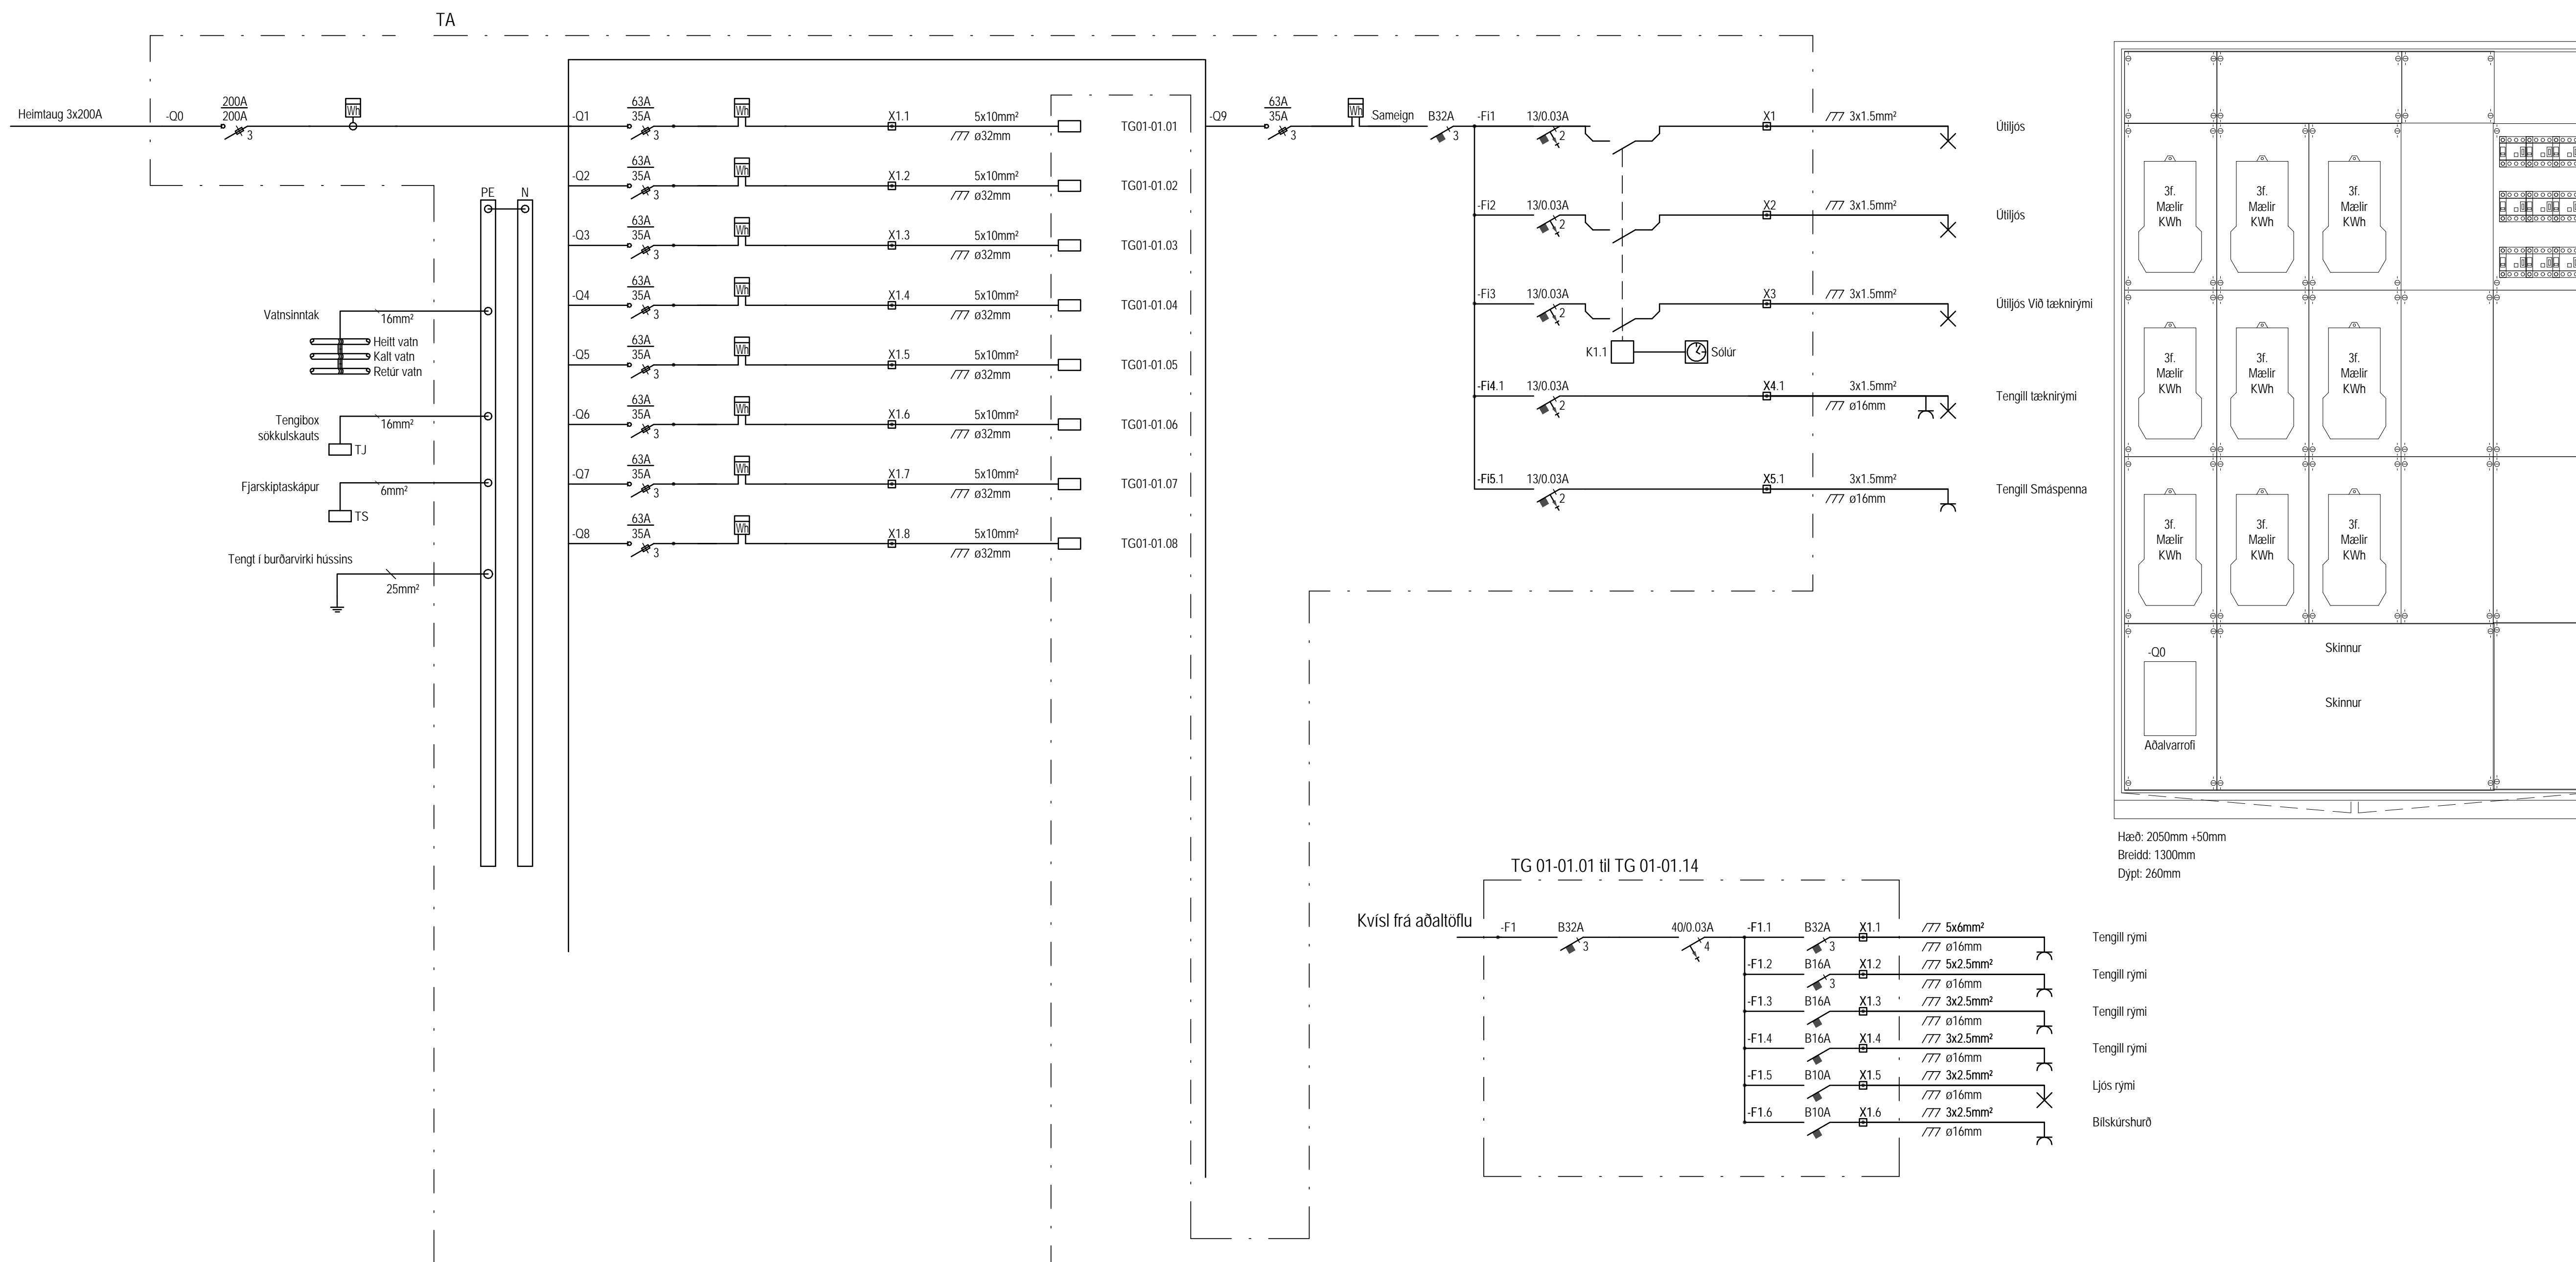 TA
Heimtaug 3x200A
-Q0
200A
200A
3
Wh
PE
N
Vatnsinntak
16mm²
Heitt vatn
Kalt vatn
Retúr vatn
Tengibox
sökkulskauts
16mm²
TJ
Fjarskiptaskápur
6mm²
TS
Tengt í burðarvirki hússins
25mm²
-Q1
63A
35A
3
Wh
X1.1
5x10mm²
ø32mm
TG01-01.01
-Q2
63A
35A
3
Wh
X1.2
5x10mm²
ø32mm
TG01-01.02
-Q3
63A
35A
3
Wh
X1.3
5x10mm²
ø32mm
TG01-01.03
-Q4
63A
35A
3
Wh
X1.4
5x10mm²
ø32mm
TG01-01.04
-Q5
63A
35A
3
Wh
X1.5
5x10mm²
ø32mm
TG01-01.05
-Q6
63A
35A
3
Wh
X1.6
5x10mm²
ø32mm
TG01-01.06
-Q7
63A
35A
3
Wh
X1.7
5x10mm²
ø32mm
TG01-01.07
-Q8
63A
35A
3
Wh
X1.8
5x10mm²
ø32mm
TG01-01.08
-Q9
63A
35A
3
Wh
Sameign
B32A
3
-Fi1
13/0.03A
2
X1
3x1.5mm²
Útiljós
-Fi2
13/0.03A
2
X2
3x1.5mm²
Útiljós
-Fi3
13/0.03A
2
X3
3x1.5mm²
Útiljós Við tæknirými
K1.1
Sólúr
-Fi4.1
13/0.03A
2
X4.1
3x1.5mm²
ø16mm
Tengill tæknirými
-Fi5.1
13/0.03A
2
X5.1
3x1.5mm²
ø16mm
Tengill Smáspenna
3f.
Mælir
KWh
3f.
Mælir
KWh
3f.
Mælir
KWh
3f.
Mælir
KWh
3f.
Mælir
KWh
3f.
Mælir
KWh
3f.
Mælir
KWh
3f.
Mælir
KWh
3f.
Mælir
KWh
-Q0
Aðalvarrofi
Skinnur
Skinnur
Hæð: 2050mm +50mm
Breidd: 1300mm
Dýpt: 260mm
TG 01-01.01 til TG 01-01.14
Kvísl frá aðaltöflu
-F1
B32A
3
40/0.03A
4
-F1.1
B32A
3
X1.1
5x6mm²
ø16mm
Tengill rými
-F1.2
B16A
3
X1.2
5x2.5mm²
ø16mm
Tengill rými
-F1.3
B16A
X1.3
3x2.5mm²
ø16mm
Tengill rými
-F1.4
B16A
X1.4
3x2.5mm²
ø16mm
Tengill rými
-F1.5
B10A
X1.5
3x2.5mm²
ø16mm
Ljós rými
-F1.6
B10A
X1.6
3x2.5mm²
ø16mm
Bílskúrshurð